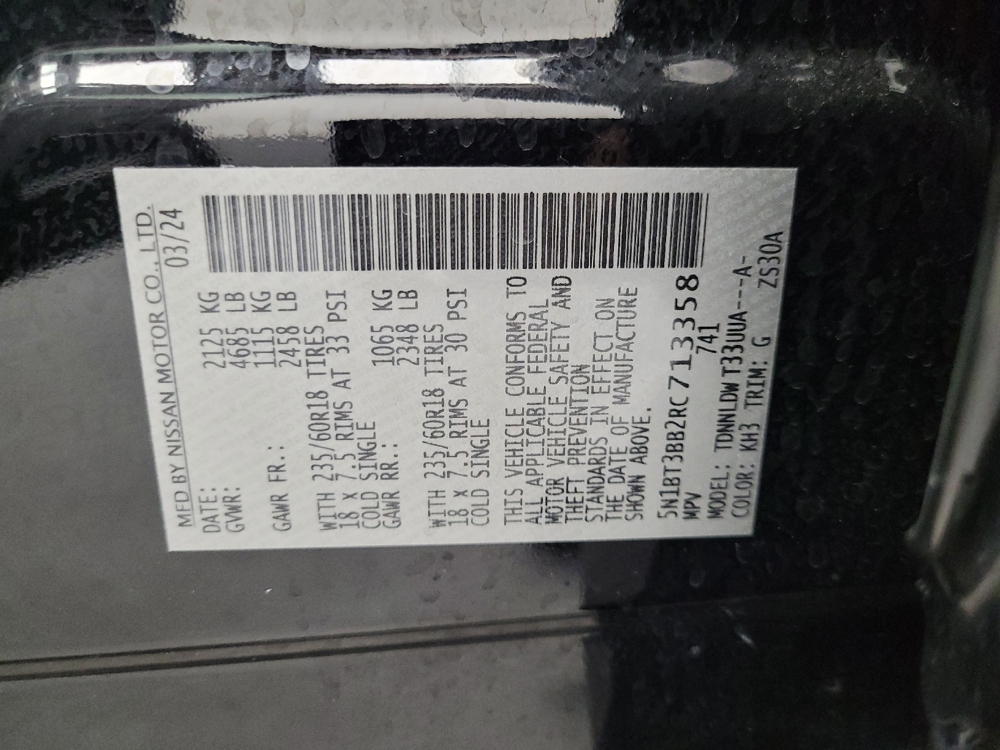 MFD BY NISSAN MOTOR CO., LTD.
DATE: 03/24
GVWR: 2125 KG
4685 LB
GAWR FR.: 1115 KG
2458 LB
WITH 235/60R18 TIRES
18 X 7.5 RIMS AT 33 PSI
COLD SINGLE
GAWR RR.: 1065 KG
2348 LB
WITH 235/60R18 TIRES
18 X 7.5 RIMS AT 30 PSI
COLD SINGLE
THIS VEHICLE CONFORMS TO
ALL APPLICABLE FEDERAL
MOTOR VEHICLE SAFETY AND
THEFT PREVENTION
STANDARDS IN EFFECT ON
THE DATE OF MANUFACTURE
SHOWN ABOVE.
5N1BT3BB2RC713358
MPV 741
MODEL: TDNNLDW T33UUA---A-
COLOR: KH3 TRIM: G ZS30A